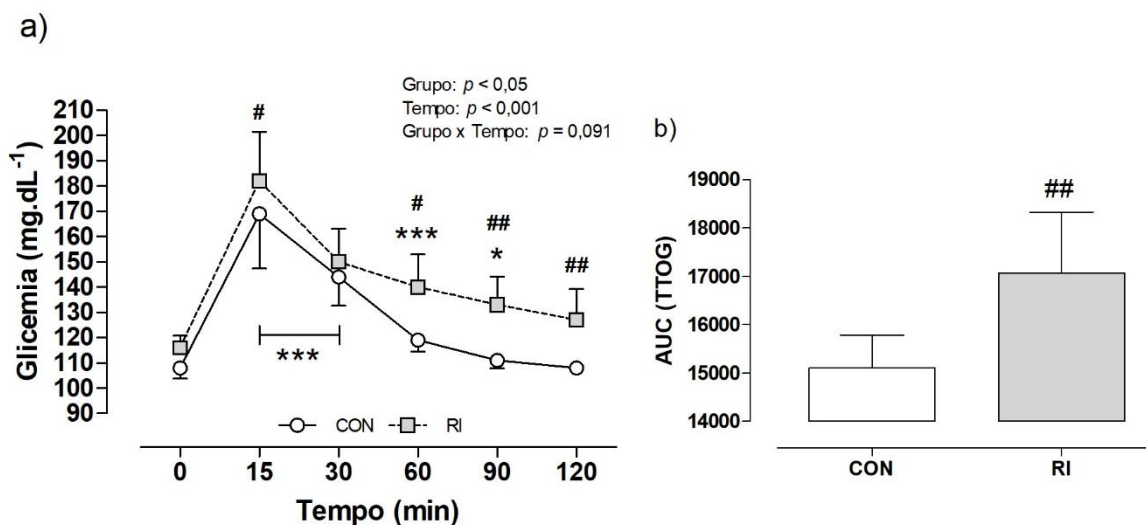 a)
Grupo: p < 0,05
Tempo: p < 0,001
Grupo x Tempo: p = 0,091
Glicemia (mg.dL⁻¹)
210
200
190
180
170
160
150
140
130
120
110
100
90
#
#
***
##
*
##
***
CON
RI
0 15 30 60 90 120
Tempo (min)
b)
AUC (TTOG)
19000
18000
17000
16000
15000
14000
##
CON RI